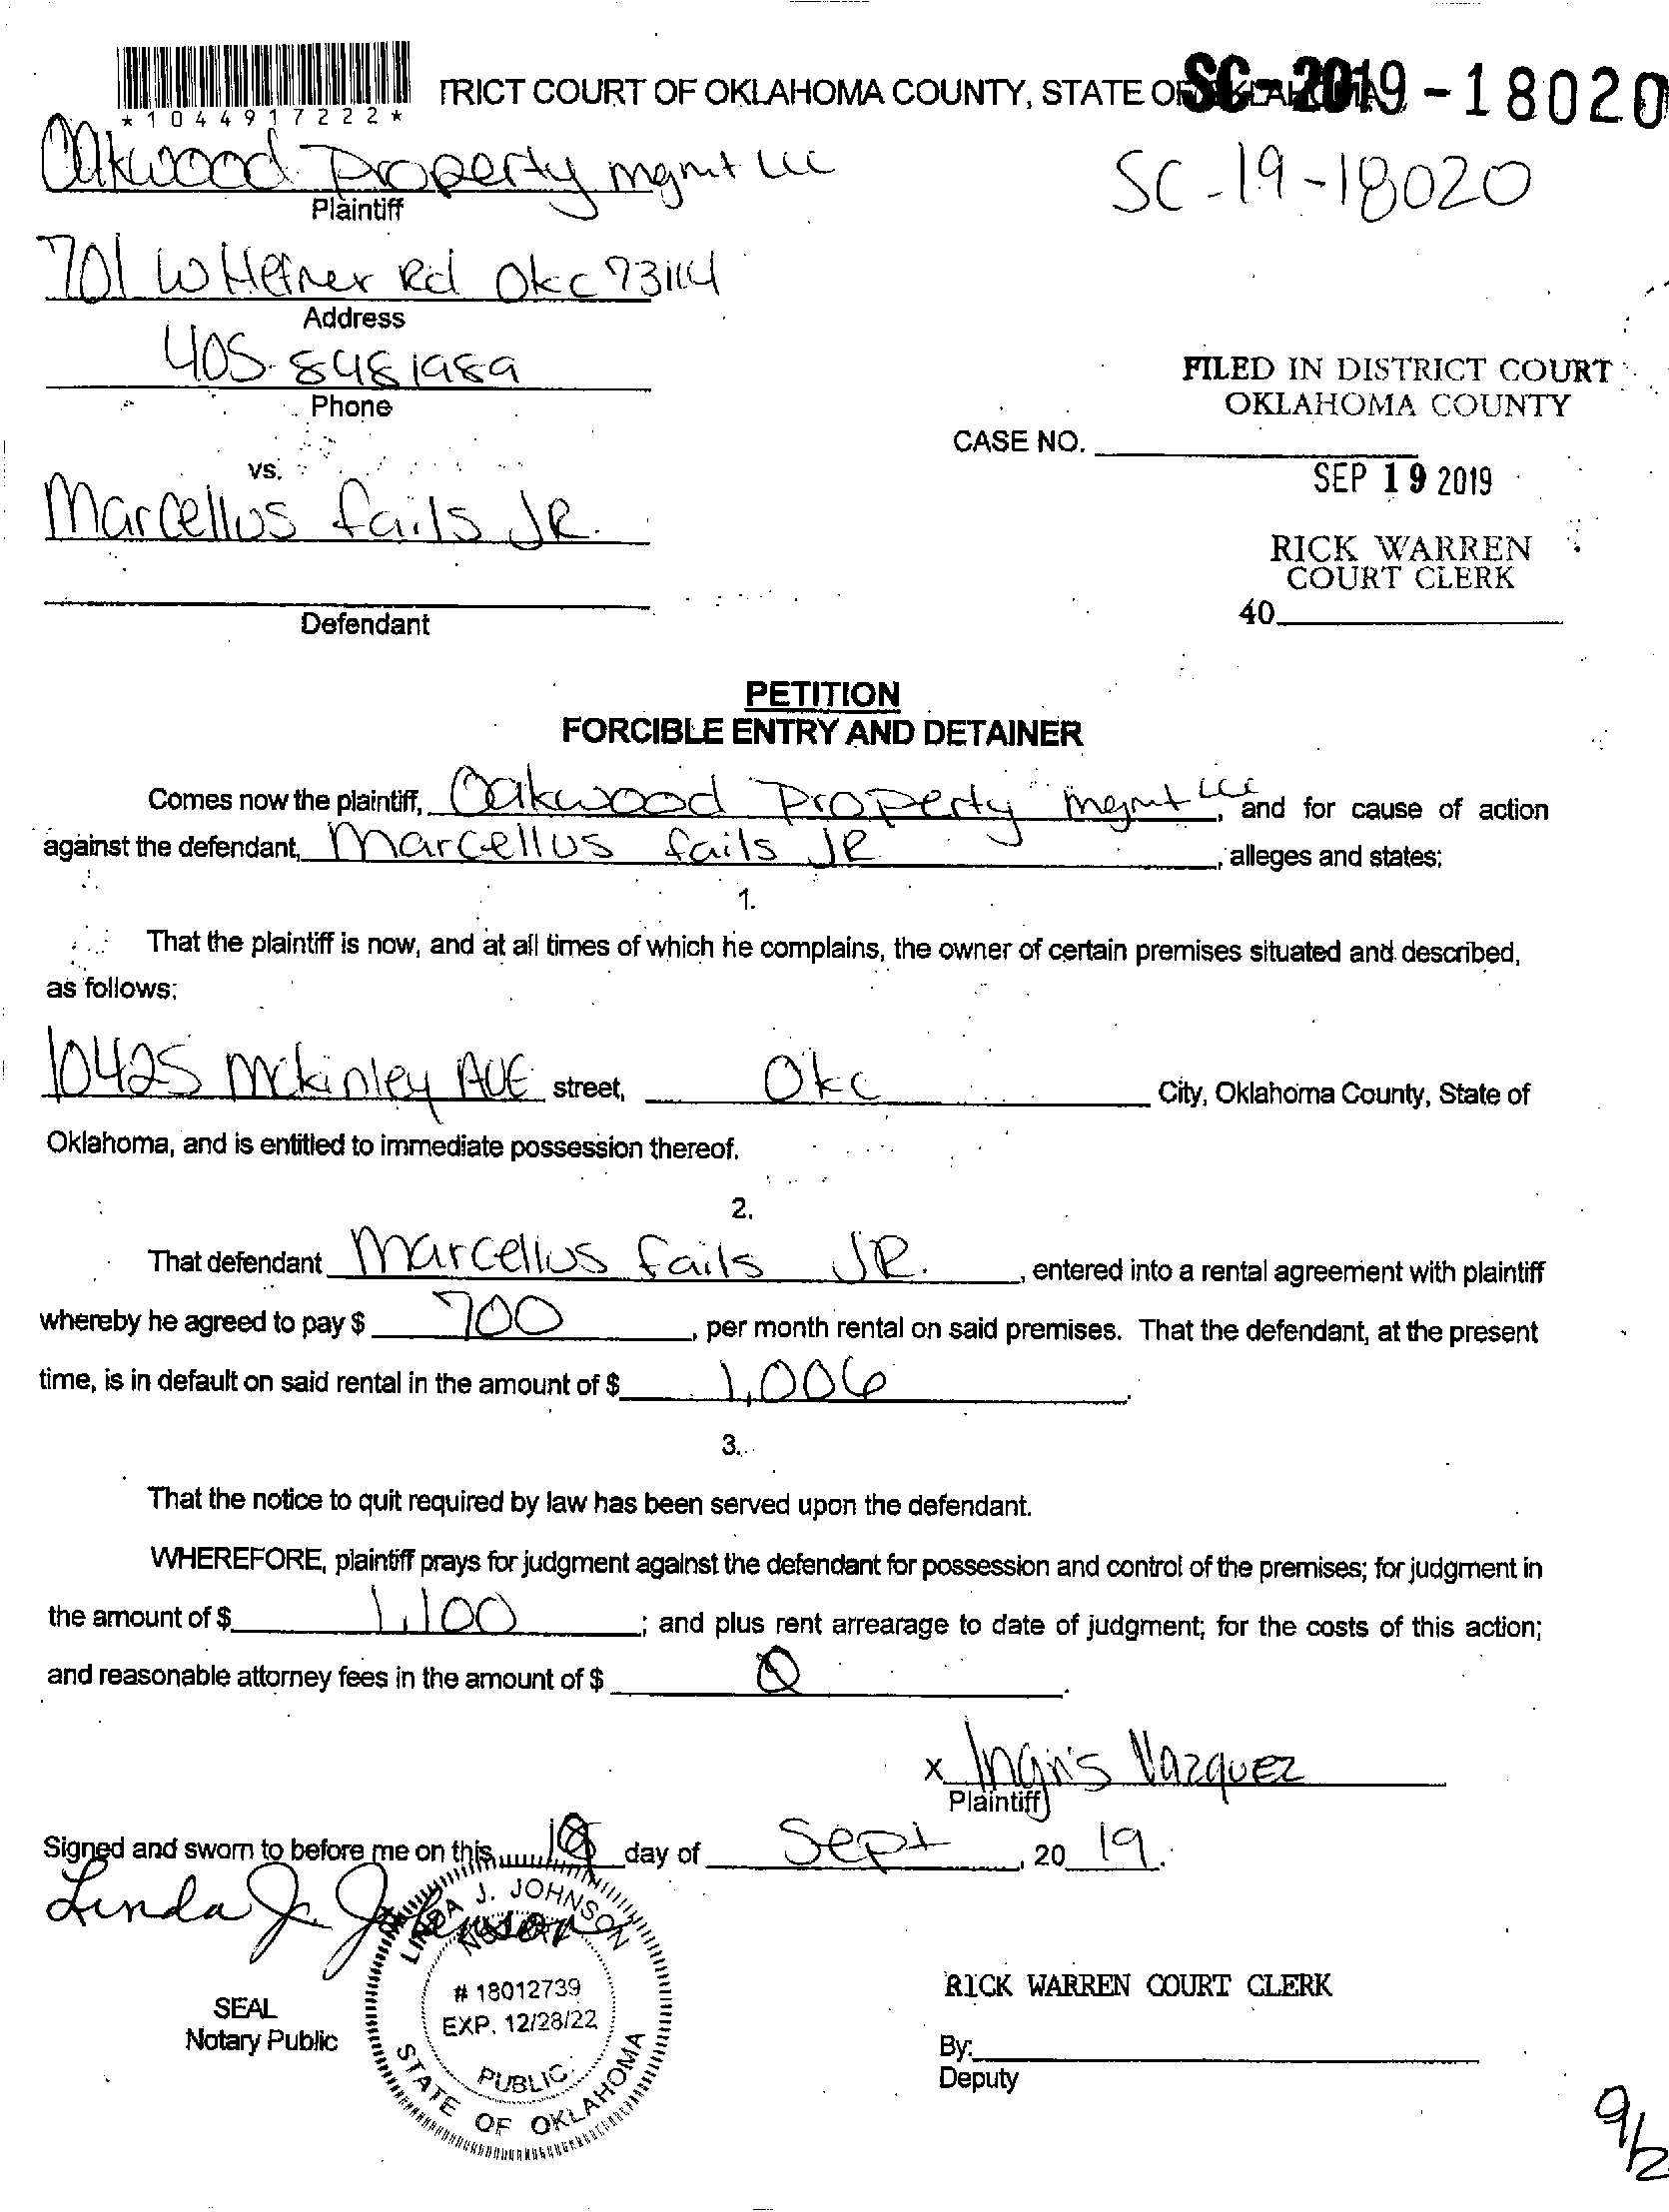 *1044917222*
TRICT COURT OF OKLAHOMA COUNTY, STATE OF OKLAHOMA
SC-2019-18020
Oakwood Property mgmt LLC
Plaintiff
SC-19-18020
701 W Hefner Rd Okc 73114
Address
405-8481989
Phone
FILED IN DISTRICT COURT
OKLAHOMA COUNTY
CASE NO.
SEP 19 2019
vs.
Marcellus fails JR.
RICK WARREN
COURT CLERK
40
Defendant
PETITION
FORCIBLE ENTRY AND DETAINER
Comes now the plaintiff, Oakwood Property mgmt LLC, and for cause of action
against the defendant, Marcellus fails JR, alleges and states:
1.
That the plaintiff is now, and at all times of which he complains, the owner of certain premises situated and described,
as follows:
10425 Mckinley AVE street, Okc City, Oklahoma County, State of
Oklahoma, and is entitled to immediate possession thereof.
2.
That defendant Marcellus fails JR., entered into a rental agreement with plaintiff
whereby he agreed to pay $ 700, per month rental on said premises. That the defendant, at the present
time, is in default on said rental in the amount of $ 1,006.
3.
That the notice to quit required by law has been served upon the defendant.
WHEREFORE, plaintiff prays for judgment against the defendant for possession and control of the premises; for judgment in
the amount of $ 1,100; and plus rent arrearage to date of judgment; for the costs of this action;
and reasonable attorney fees in the amount of $ 0.
x Ingris Vazquez
Plaintiff
Signed and sworn to before me on this day of Sept, 20 19.
Linda J. Johnson
LINDA J. JOHNSON
NOTARY
# 18012739
EXP. 12/28/22
PUBLIC
STATE OF OKLAHOMA
SEAL
Notary Public
RICK WARREN COURT CLERK
By:
Deputy